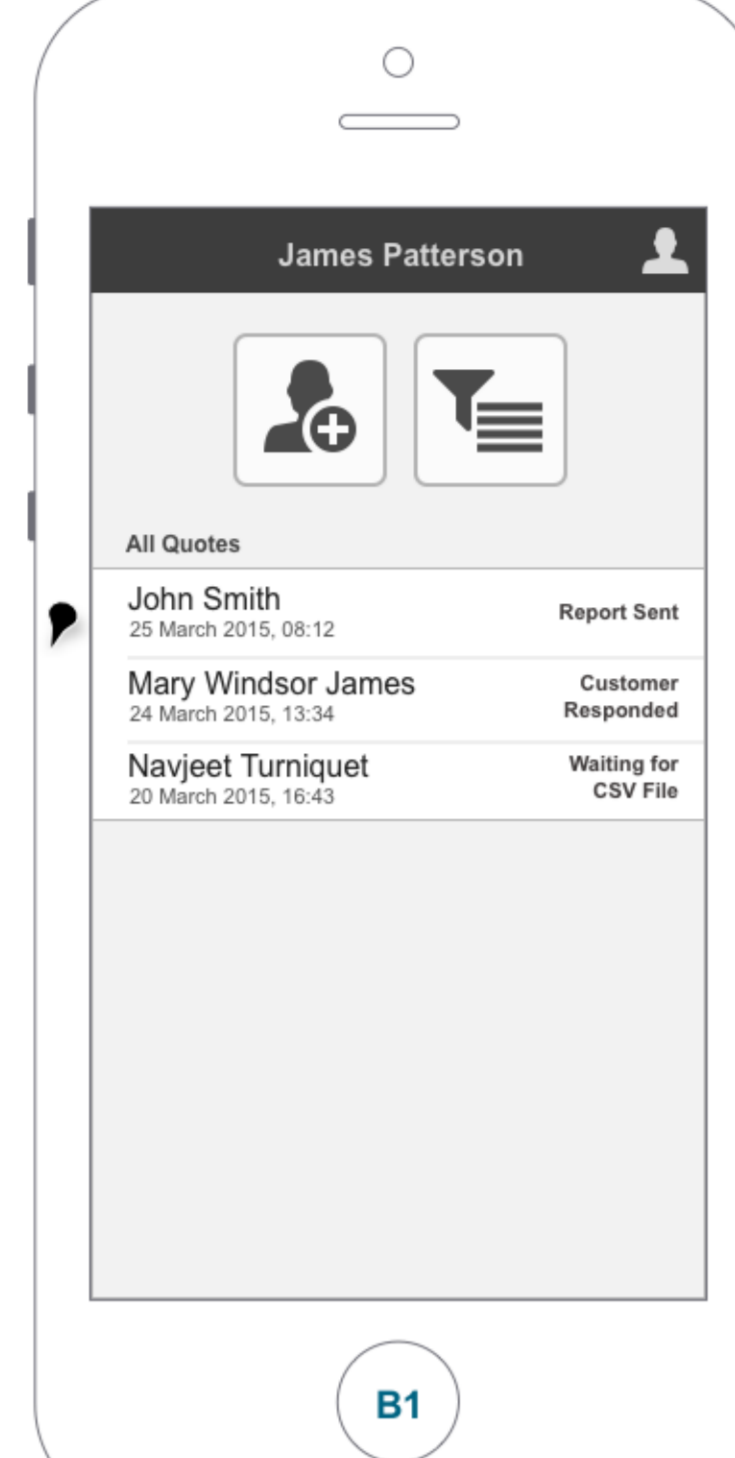 James Patterson
All Quotes
John Smith
25 March 2015, 08:12
Report Sent
Mary Windsor James
24 March 2015, 13:34
Customer
Responded
Navjeet Turniquet
20 March 2015, 16:43
Waiting for
CSV File
B1